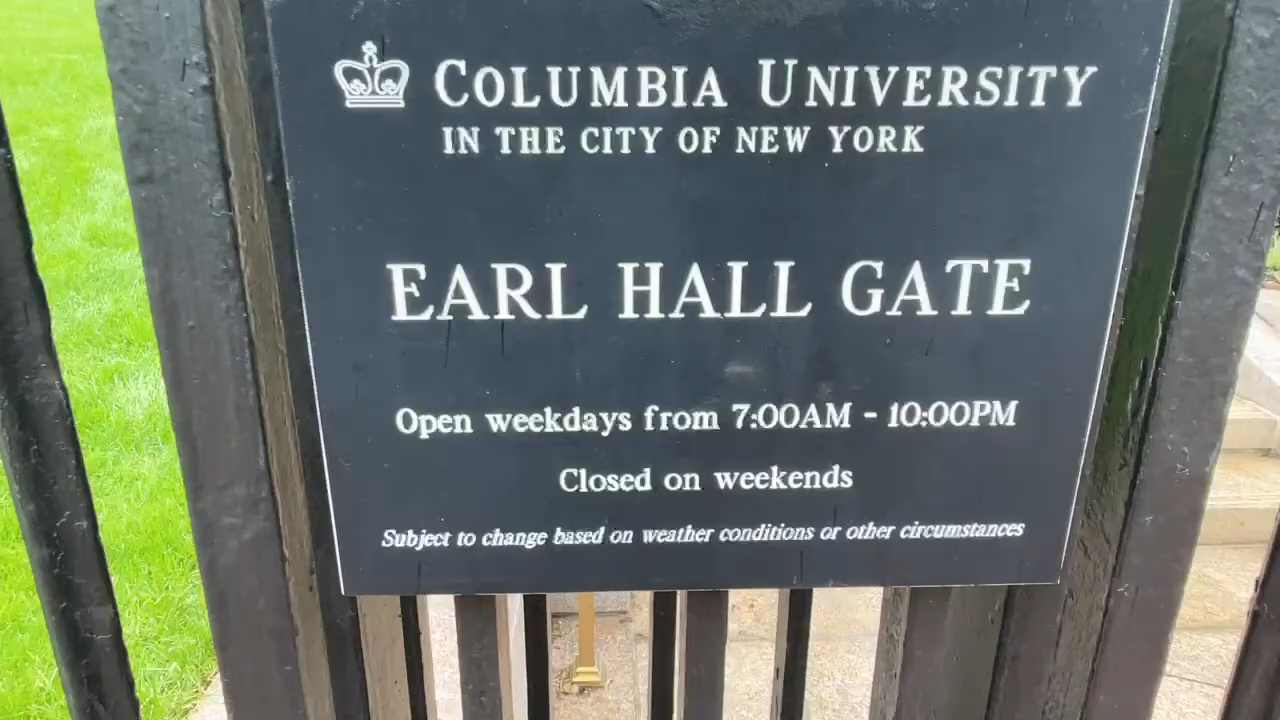 COLUMBIA UNIVERSITY
IN THE CITY OF NEW YORK
EARL HALL GATE
Open weekdays from 7:00AM - 10:00PM
Closed on weekends
Subject to change based on weather conditions or other circumstances